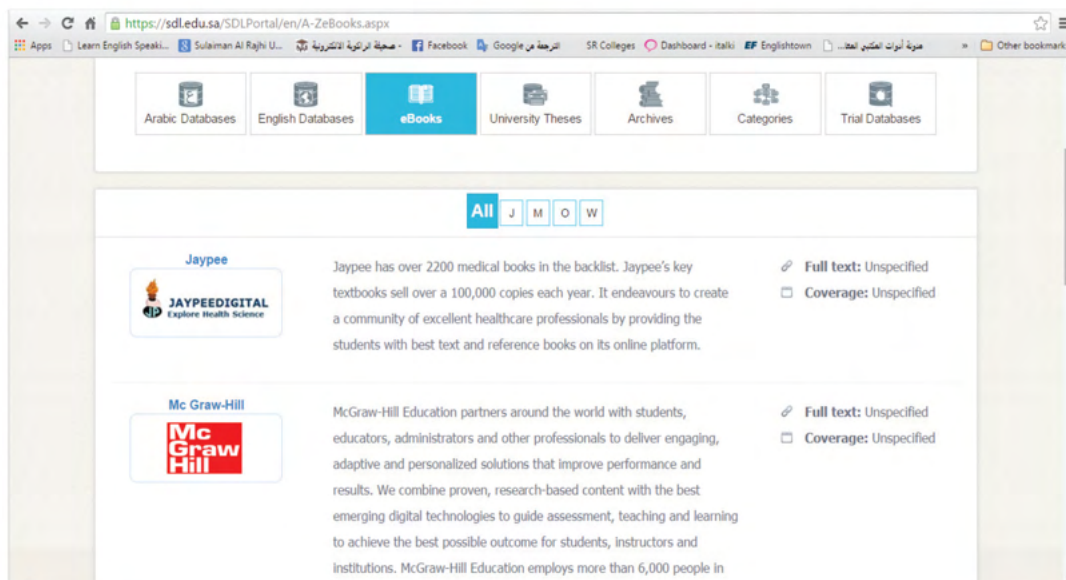 https://sdl.edu.sa/SDLPortal/en/A-ZeBooks.aspx
Apps Learn English Speaki... Sulaiman Al Rajhi U... صحيفة الراكوبة الالكترونية - Facebook Google الترجمة من SR Colleges Dashboard - italki EF Englishtown » Other bookmark
Arabic Databases English Databases eBooks University Theses Archives Categories Trial Databases
All J M O W
Jaypee
JAYPEEDIGITAL
Explore Health Science
Jaypee has over 2200 medical books in the backlist. Jaypee's key
textbooks sell over a 100,000 copies each year. It endeavours to create
a community of excellent healthcare professionals by providing the
students with best text and reference books on its online platform.
Full text: Unspecified
Coverage: Unspecified
Mc Graw-Hill
Mc
Graw
Hill
McGraw-Hill Education partners around the world with students,
educators, administrators and other professionals to deliver engaging,
adaptive and personalized solutions that improve performance and
results. We combine proven, research-based content with the best
emerging digital technologies to guide assessment, teaching and learning
to achieve the best possible outcome for students, instructors and
institutions. McGraw-Hill Education employs more than 6,000 people in
Full text: Unspecified
Coverage: Unspecified